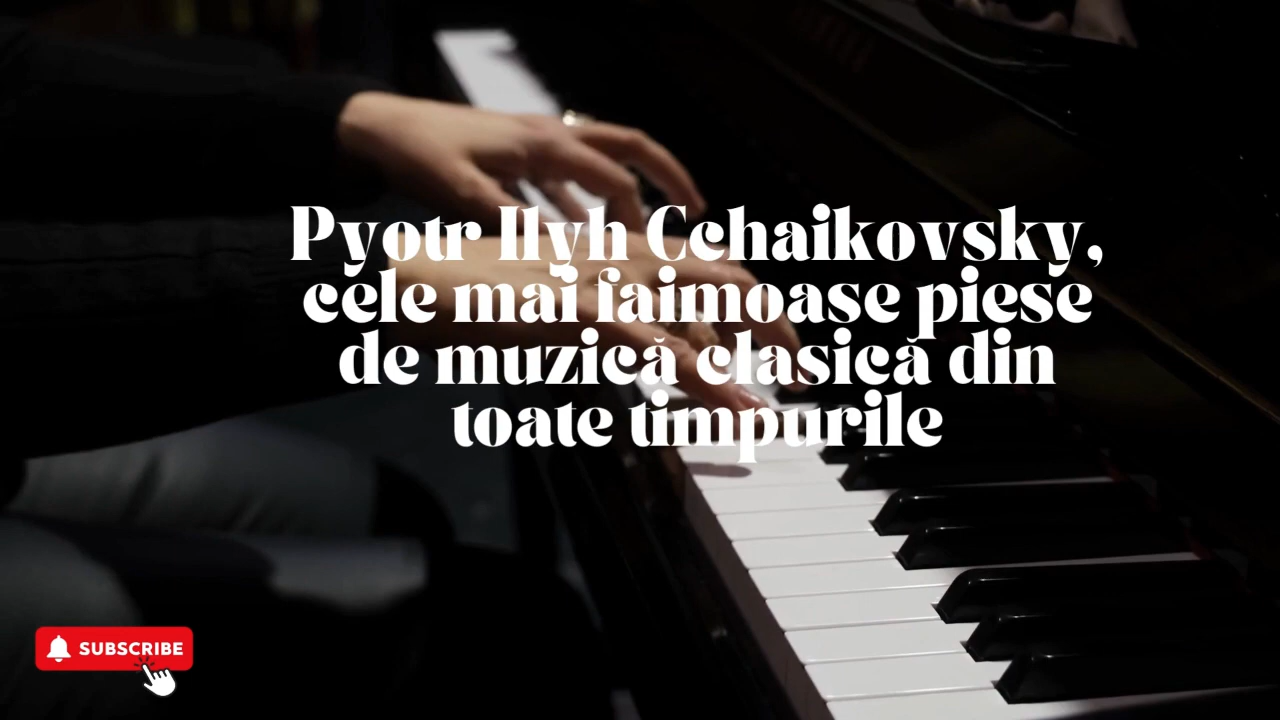 Pyotr Ilyh Cchaikovsky,
cele mai faimoase piese
de muzică clasică din
toate timpurile
SUBSCRIBE